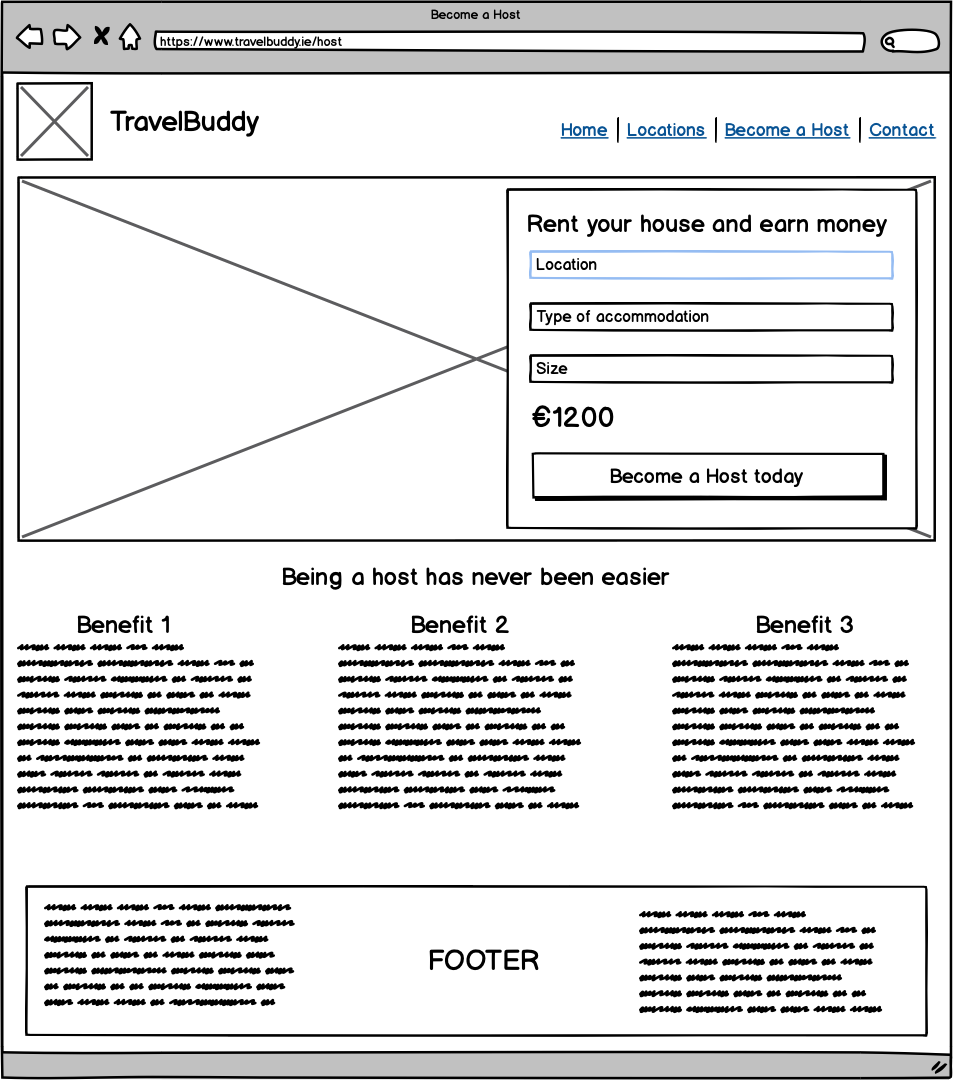 Become a Host
https://www.travelbuddy.ie/host
TravelBuddy
Home
Locations
Become a Host
Contact
Rent your house and earn money
Location
Type of accommodation
Size
€1200
Become a Host today
Being a host has never been easier
Benefit 1
Benefit 2
Benefit 3
FOOTER